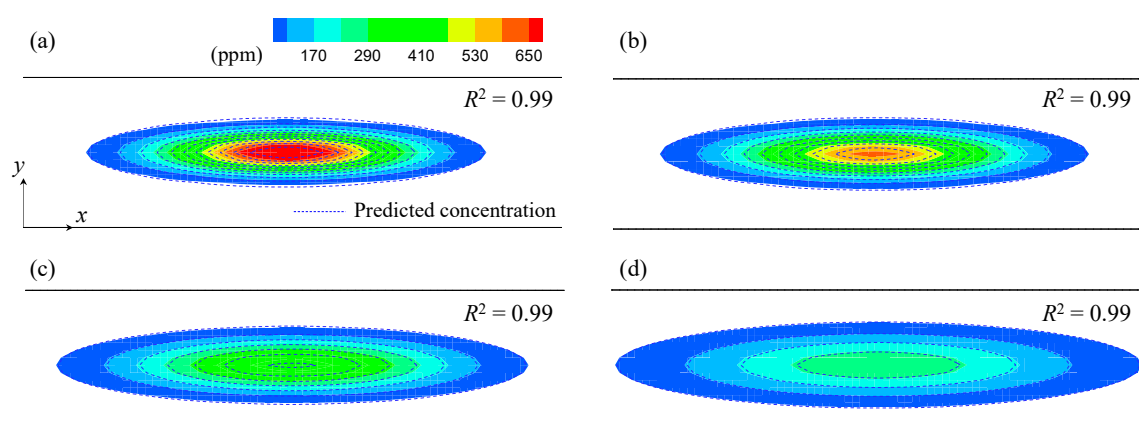 (a)
(ppm)
170 290 410 530 650
R² = 0.99
y
x
Predicted concentration
(b)
R² = 0.99
(c)
R² = 0.99
(d)
R² = 0.99